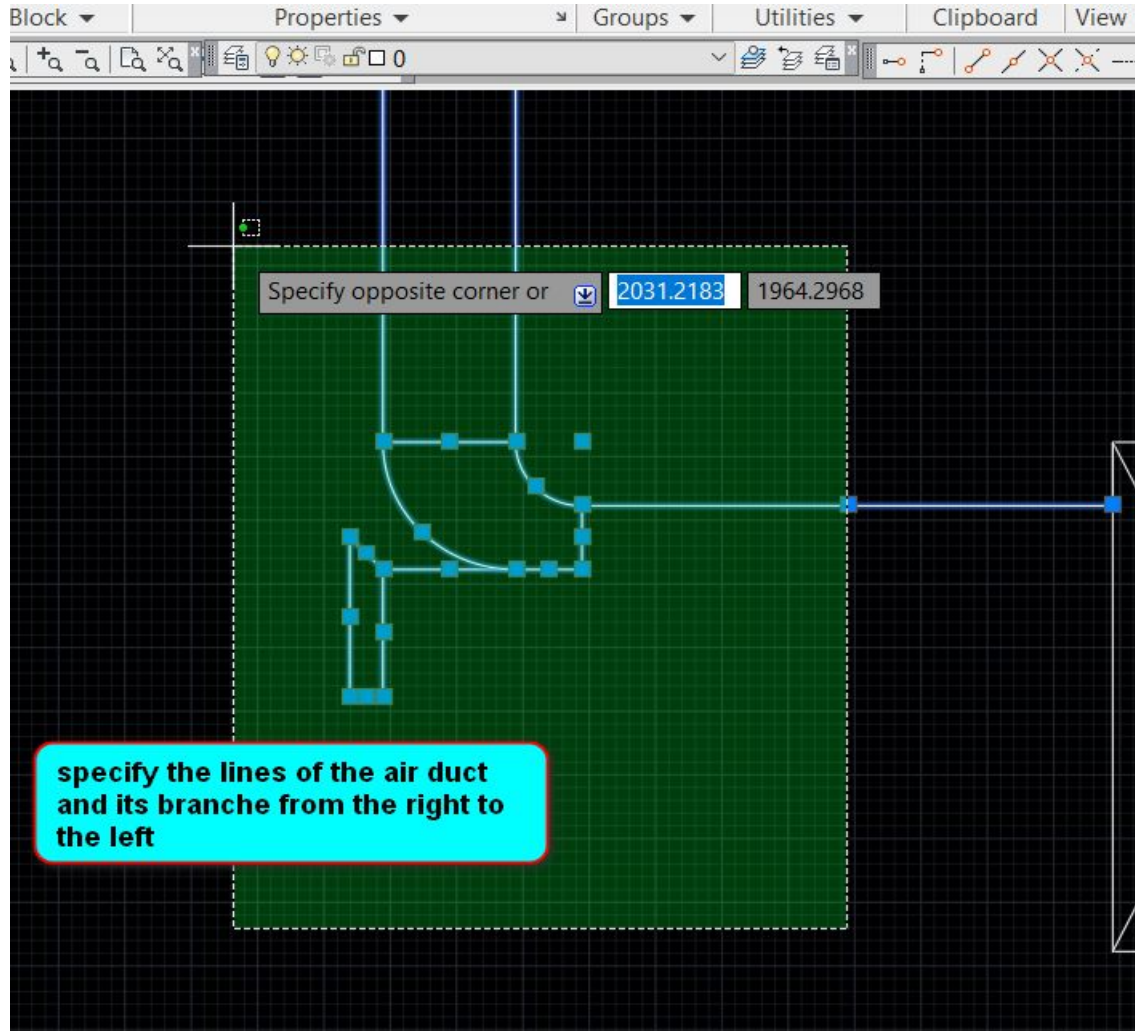 Block Properties Groups Utilities Clipboard View
0
Specify opposite corner or 2031.2183 1964.2968
specify the lines of the air duct
and its branche from the right to
the left